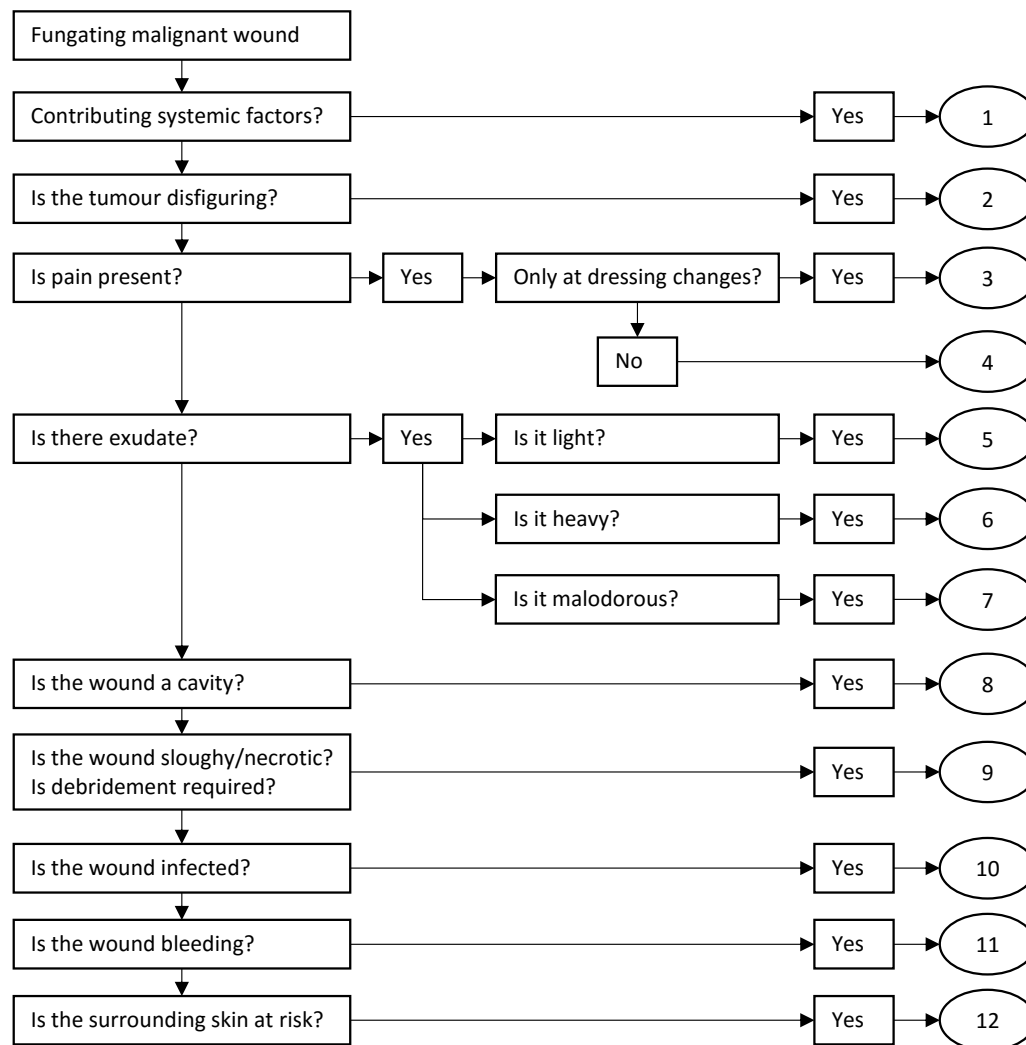 Fungating malignant wound
Contributing systemic factors?
Yes
1
Is the tumour disfiguring?
Yes
2
Is pain present?
Yes
Only at dressing changes?
Yes
3
No
4
Is there exudate?
Yes
Is it light?
Yes
5
Is it heavy?
Yes
6
Is it malodorous?
Yes
7
Is the wound a cavity?
Yes
8
Is the wound sloughy/necrotic?
Is debridement required?
Yes
9
Is the wound infected?
Yes
10
Is the wound bleeding?
Yes
11
Is the surrounding skin at risk?
Yes
12